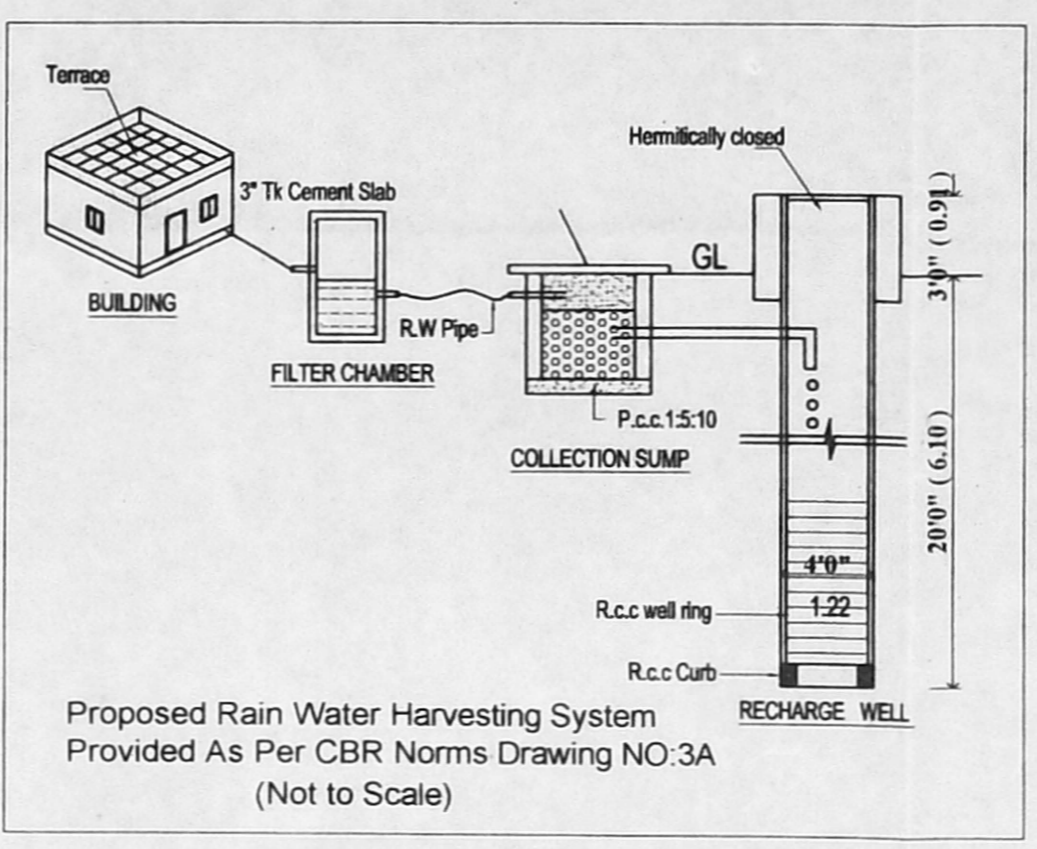 Terrace
Hermitically closed
3" Tk Cement Slab
3'0" ( 0.91 )
GL
BUILDING
R.W Pipe
FILTER CHAMBER
P.c.c.1:5:10
COLLECTION SUMP
20'0" ( 6.10 )
4'0"
R.c.c well ring
1.22
R.c.c Curb
RECHARGE WELL
Proposed Rain Water Harvesting System
Provided As Per CBR Norms Drawing NO:3A
(Not to Scale)